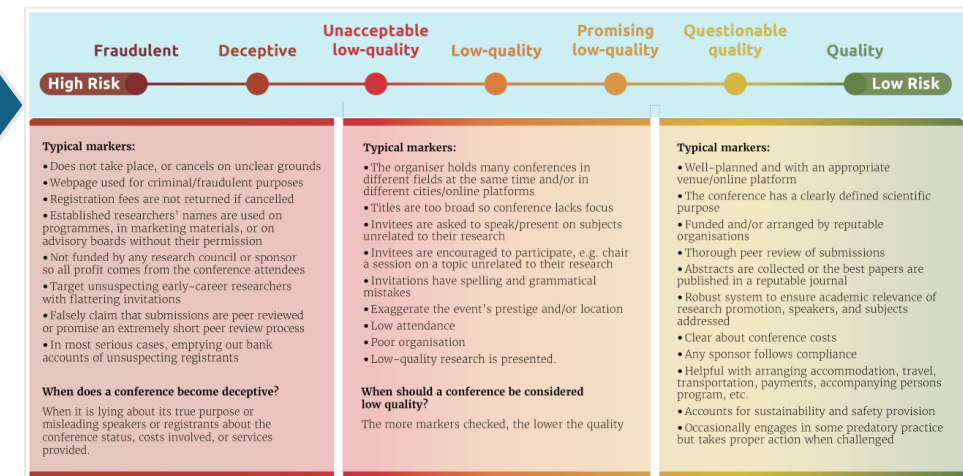 Fraudulent
Deceptive
Unacceptable
low-quality
Low-quality
Promising
low-quality
Questionable
quality
Quality
High Risk
Low Risk
Typical markers:
• Does not take place, or cancels on unclear grounds
• Webpage used for criminal/fraudulent purposes
• Registration fees are not returned if cancelled
• Established researchers’ names are used on
programmes, in marketing materials, or on
advisory boards without their permission
• Not funded by any research council or sponsor
so all profit comes from the conference attendees
• Target unsuspecting early-career researchers
with flattering invitations
• Falsely claim that submissions are peer reviewed
or promise an extremely short peer review process
• In most serious cases, emptying out bank
accounts of unsuspecting registrants
When does a conference become deceptive?
When it is lying about its true purpose or
misleading speakers or registrants about the
conference status, costs involved, or services
provided.
Typical markers:
• The organiser holds many conferences in
different fields at the same time and/or in
different cities/online platforms
• Titles are too broad so conference lacks focus
• Invitees are asked to speak/present on subjects
unrelated to their research
• Invitees are encouraged to participate, e.g. chair
a session on a topic unrelated to their research
• Invitations have spelling and grammatical
mistakes
• Exaggerate the event’s prestige and/or location
• Low attendance
• Poor organisation
• Low-quality research is presented.
When should a conference be considered
low quality?
The more markers checked, the lower the quality
Typical markers:
• Well-planned and with an appropriate
venue/online platform
• The conference has a clearly defined scientific
purpose
• Funded and/or arranged by reputable
organisations
• Thorough peer review of submissions
• Abstracts are collected or the best papers are
published in a reputable journal
• Robust system to ensure academic relevance of
research promotion, speakers, and subjects
addressed
• Clear about conference costs
• Any sponsor follows compliance
• Helpful with arranging accommodation, travel,
transportation, payments, accompanying persons
program, etc.
• Accounts for sustainability and safety provision
• Occasionally engages in some predatory practice
but takes proper action when challenged